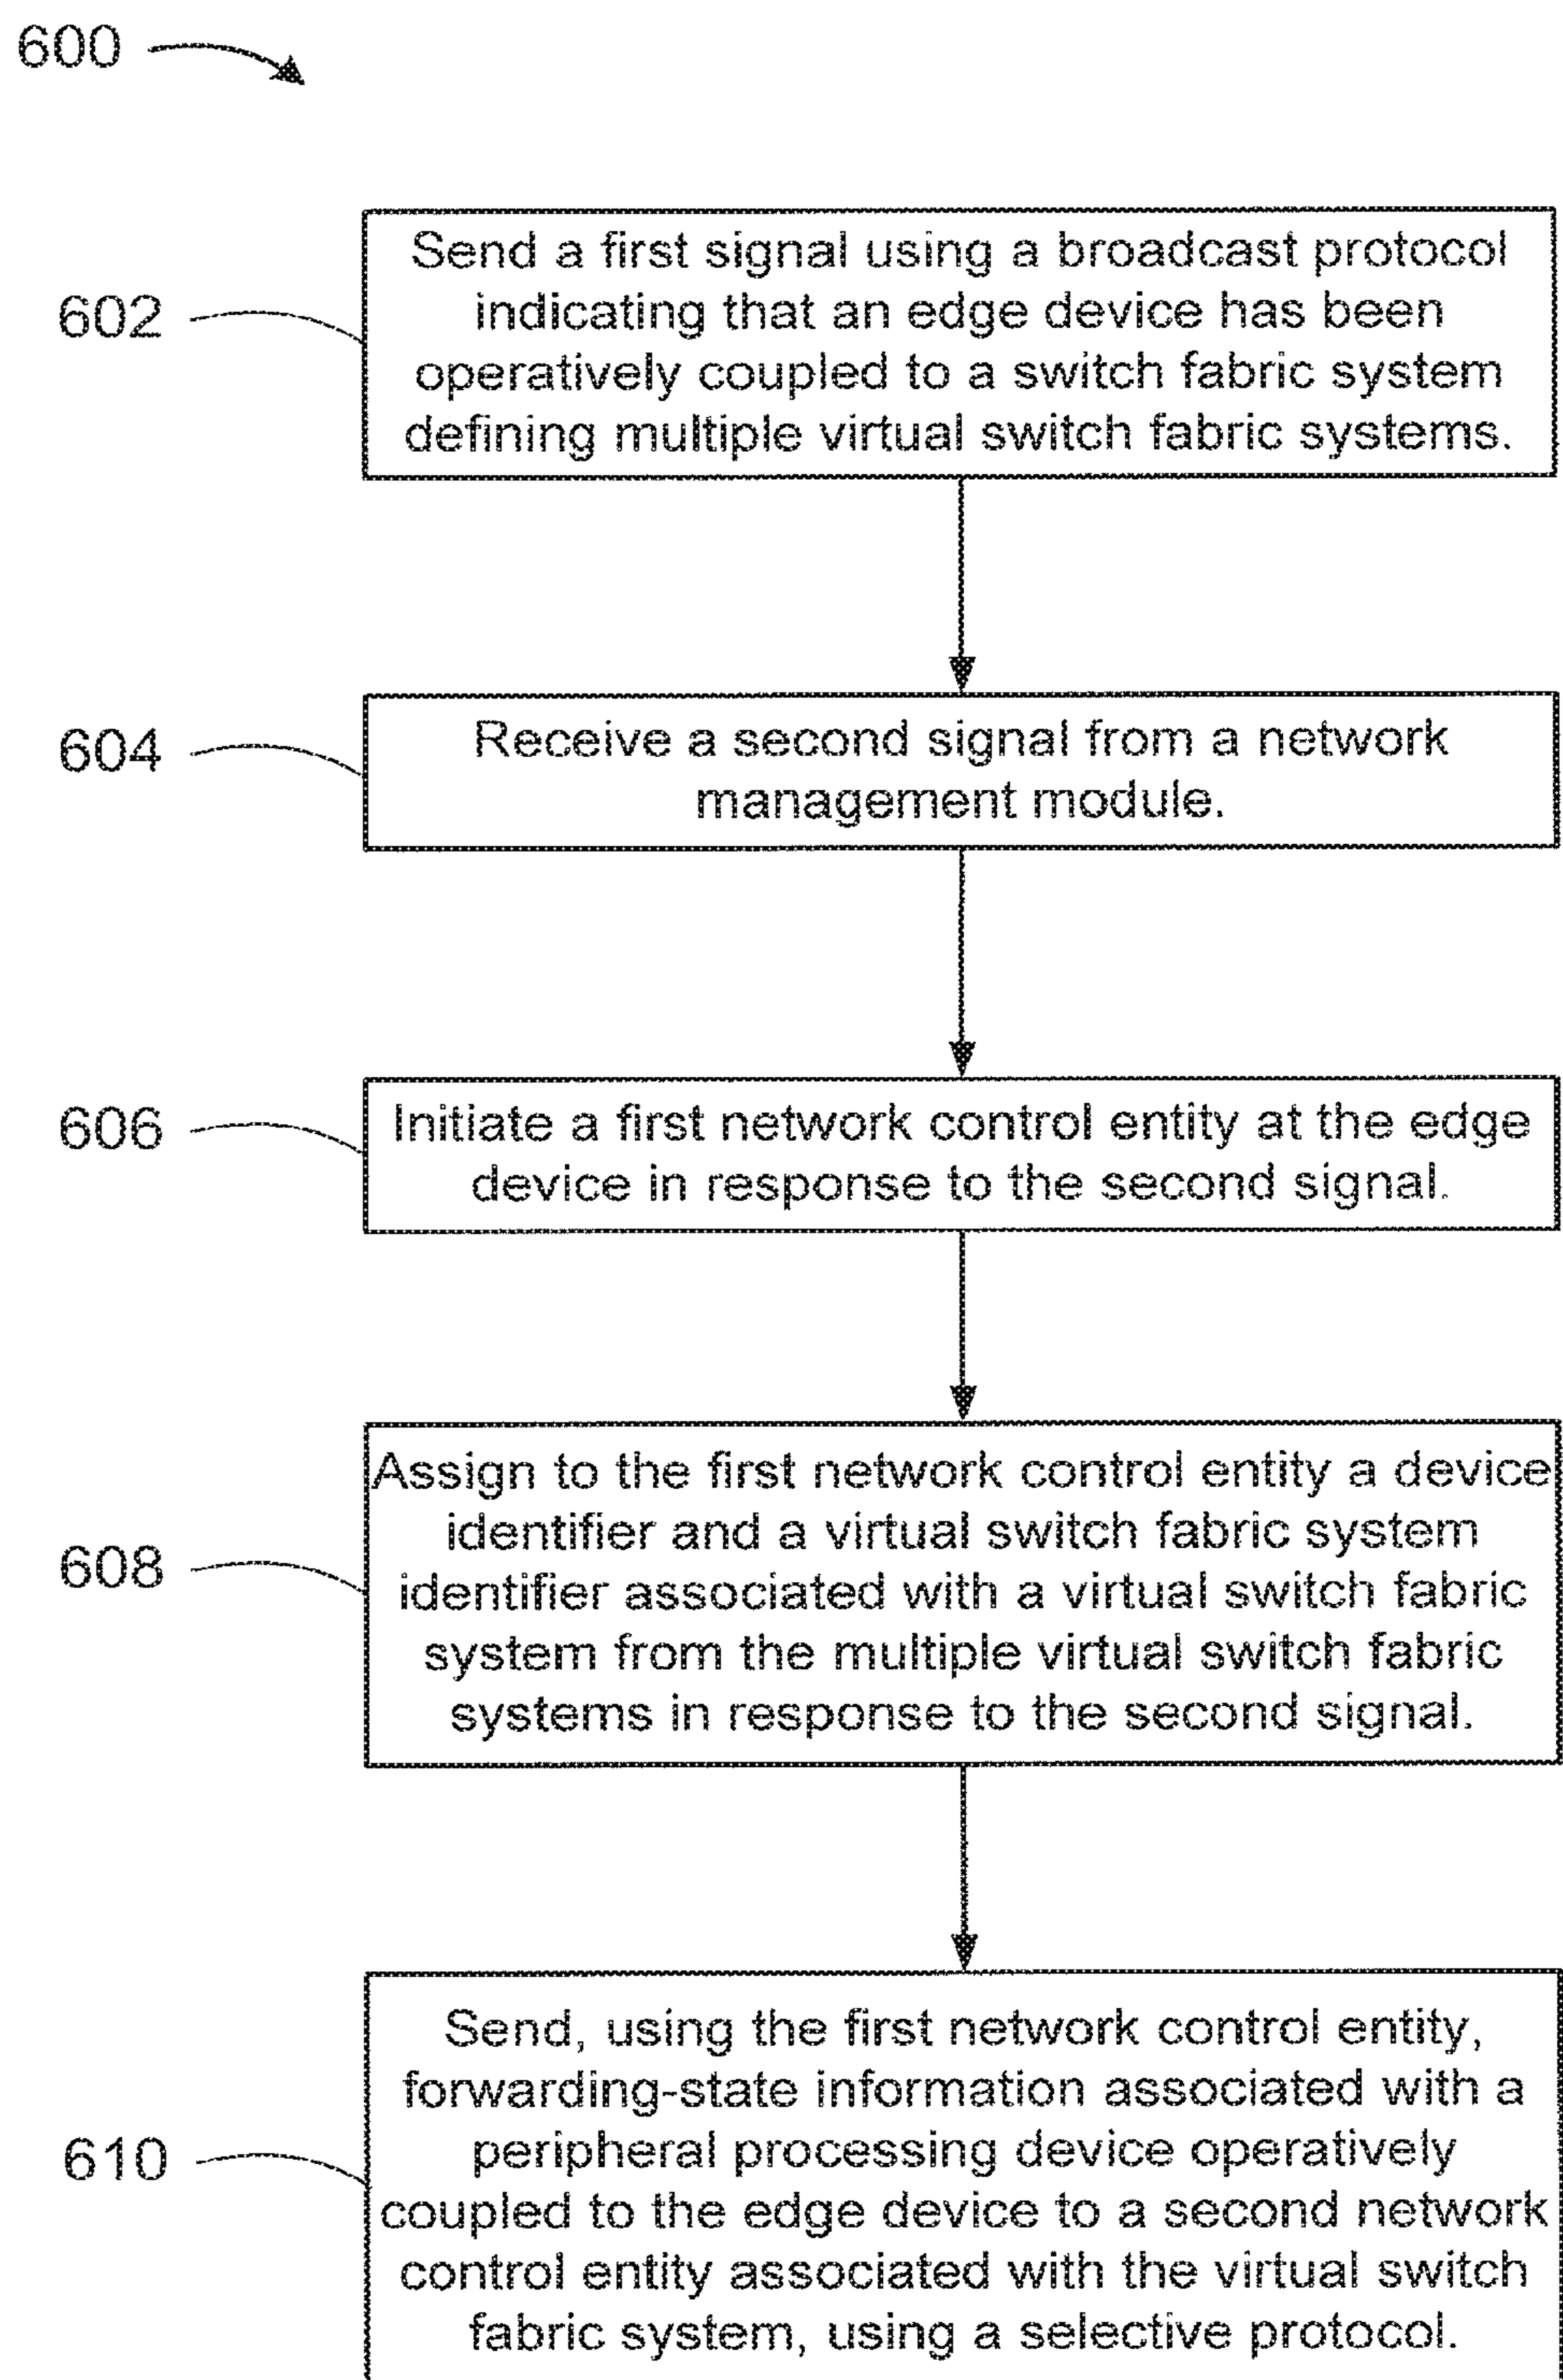 600
602
Send a first signal using a broadcast protocol
indicating that an edge device has been
operatively coupled to a switch fabric system
defining multiple virtual switch fabric systems.
604
Receive a second signal from a network
management module.
606
Initiate a first network control entity at the edge
device in response to the second signal.
608
Assign to the first network control entity a device
identifier and a virtual switch fabric system
identifier associated with a virtual switch fabric
system from the multiple virtual switch fabric
systems in response to the second signal.
610
Send, using the first network control entity,
forwarding-state information associated with a
peripheral processing device operatively
coupled to the edge device to a second network
control entity associated with the virtual switch
fabric system, using a selective protocol.